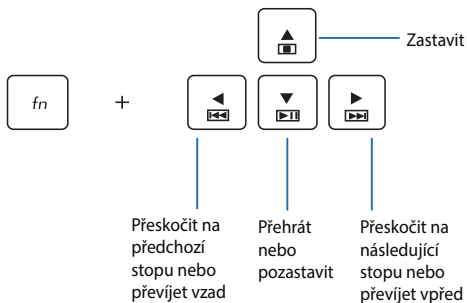 Zastavit
fn +
Přeskočit na
předchozí
stopu nebo
převíjet vzad
Přehrát
nebo
pozastavit
Přeskočit na
následující
stopu nebo
převíjet vpřed